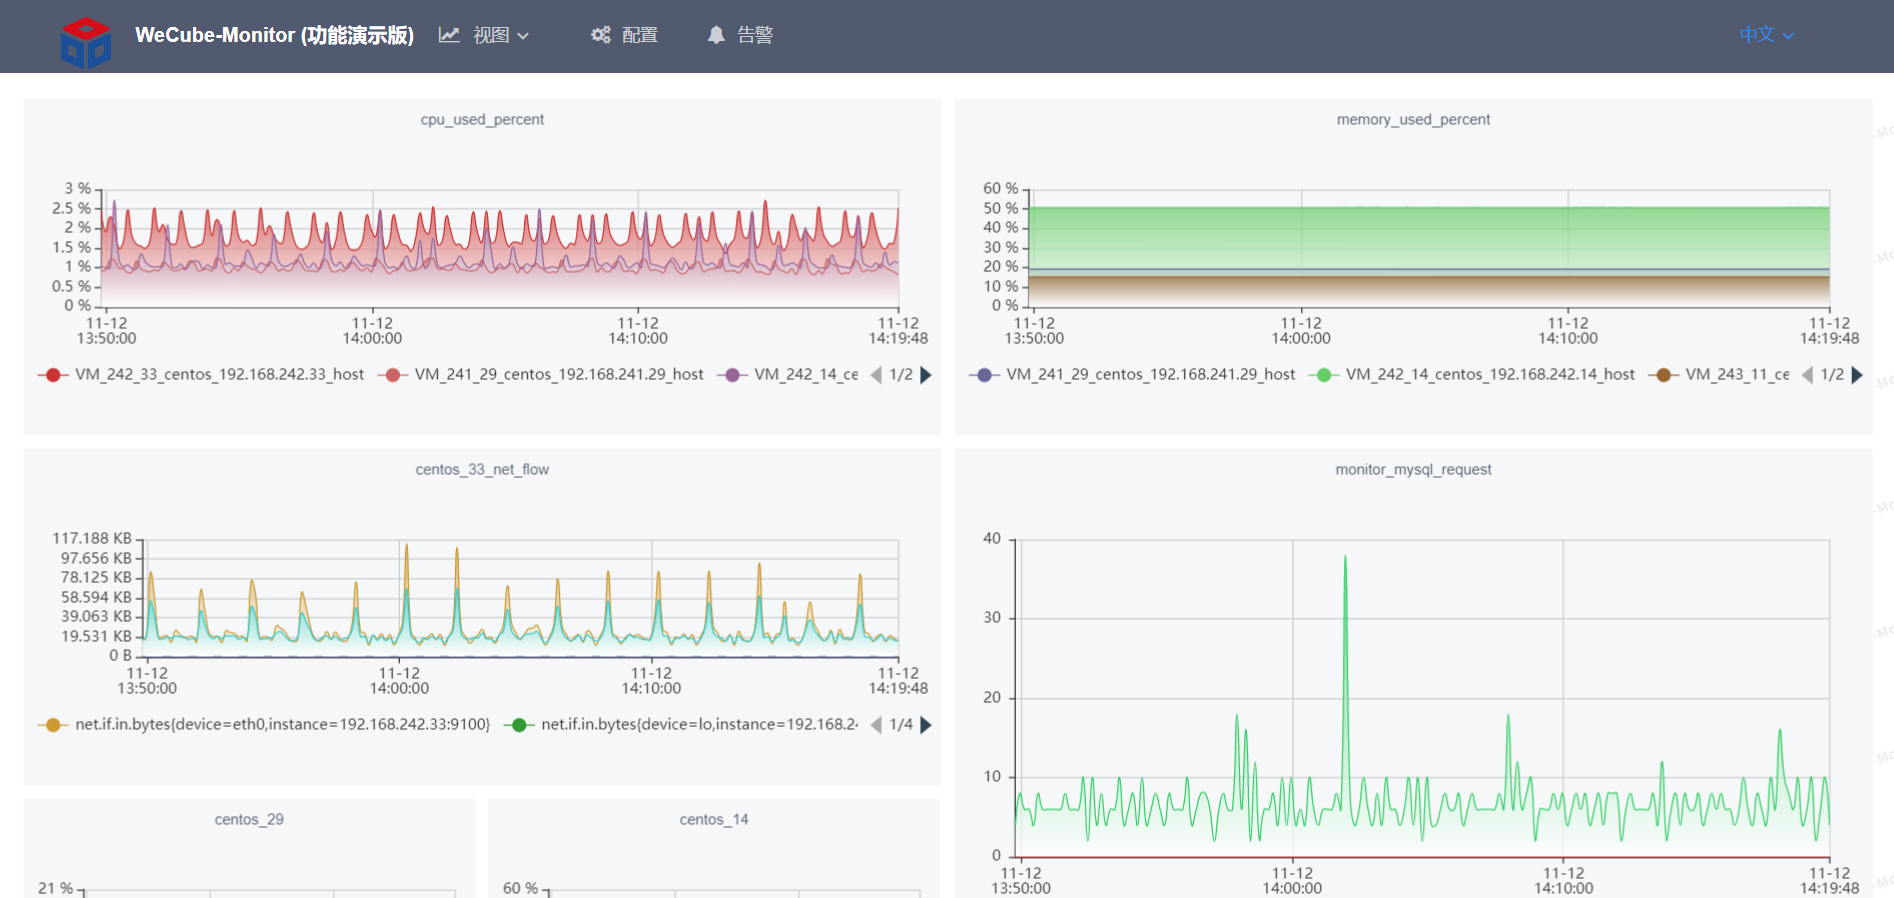 WeCube-Monitor (功能演示版)
视图
配置
告警
中文
cpu_used_percent
3 %
2.5 %
2 %
1.5 %
1 %
0.5 %
0 %
11-12
13:50:00
11-12
14:00:00
11-12
14:10:00
11-12
14:19:48
VM_242_33_centos_192.168.242.33_host
VM_241_29_centos_192.168.241.29_host
VM_242_14_ce
1/2
memory_used_percent
60 %
50 %
40 %
30 %
20 %
10 %
0 %
11-12
13:50:00
11-12
14:00:00
11-12
14:10:00
11-12
14:19:48
VM_241_29_centos_192.168.241.29_host
VM_242_14_centos_192.168.242.14_host
VM_243_11_ce
1/2
centos_33_net_flow
117.188 KB
97.656 KB
78.125 KB
58.594 KB
39.063 KB
19.531 KB
0 B
11-12
13:50:00
11-12
14:00:00
11-12
14:10:00
11-12
14:19:48
net.if.in.bytes{device=eth0,instance=192.168.242.33:9100}
net.if.in.bytes{device=lo,instance=192.168.24
1/4
monitor_mysql_request
40
30
20
10
0
11-12
13:50:00
11-12
14:00:00
11-12
14:10:00
11-12
14:19:48
centos_29
21 %
centos_14
60 %